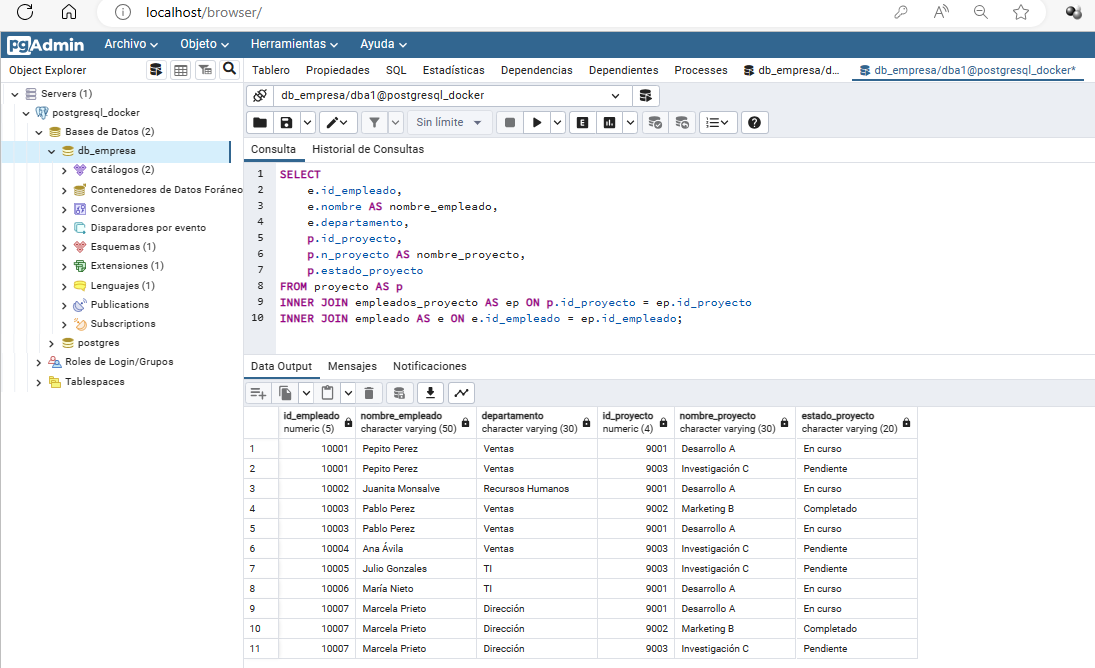 localhost/browser/
pgAdmin Archivo Objeto Herramientas Ayuda
Object Explorer
Tablero Propiedades SQL Estadísticas Dependencias Dependientes Processes db_empresa/d... db_empresa/dba1@postgresql_docker*
Servers (1)
postgresql_docker
Bases de Datos (2)
db_empresa
Catálogos (2)
Contenedores de Datos Foráneo
Conversiones
Disparadores por evento
Esquemas (1)
Extensiones (1)
Lenguajes (1)
Publications
Subscriptions
postgres
Roles de Login/Grupos
Tablespaces
db_empresa/dba1@postgresql_docker
Sin límite
Consulta Historial de Consultas
1 SELECT
2 e.id_empleado,
3 e.nombre AS nombre_empleado,
4 e.departamento,
5 p.id_proyecto,
6 p.n_proyecto AS nombre_proyecto,
7 p.estado_proyecto
8 FROM proyecto AS p
9 INNER JOIN empleados_proyecto AS ep ON p.id_proyecto = ep.id_proyecto
10 INNER JOIN empleado AS e ON e.id_empleado = ep.id_empleado;
Data Output Mensajes Notificaciones
id_empleado nombre_empleado departamento id_proyecto nombre_proyecto estado_proyecto
numeric (5) character varying (50) character varying (30) numeric (4) character varying (30) character varying (20)
1 10001 Pepito Perez Ventas 9001 Desarrollo A En curso
2 10001 Pepito Perez Ventas 9003 Investigación C Pendiente
3 10002 Juanita Monsalve Recursos Humanos 9001 Desarrollo A En curso
4 10003 Pablo Perez Ventas 9002 Marketing B Completado
5 10003 Pablo Perez Ventas 9001 Desarrollo A En curso
6 10004 Ana Ávila Ventas 9003 Investigación C Pendiente
7 10005 Julio Gonzales TI 9003 Investigación C Pendiente
8 10006 María Nieto TI 9001 Desarrollo A En curso
9 10007 Marcela Prieto Dirección 9001 Desarrollo A En curso
10 10007 Marcela Prieto Dirección 9002 Marketing B Completado
11 10007 Marcela Prieto Dirección 9003 Investigación C Pendiente